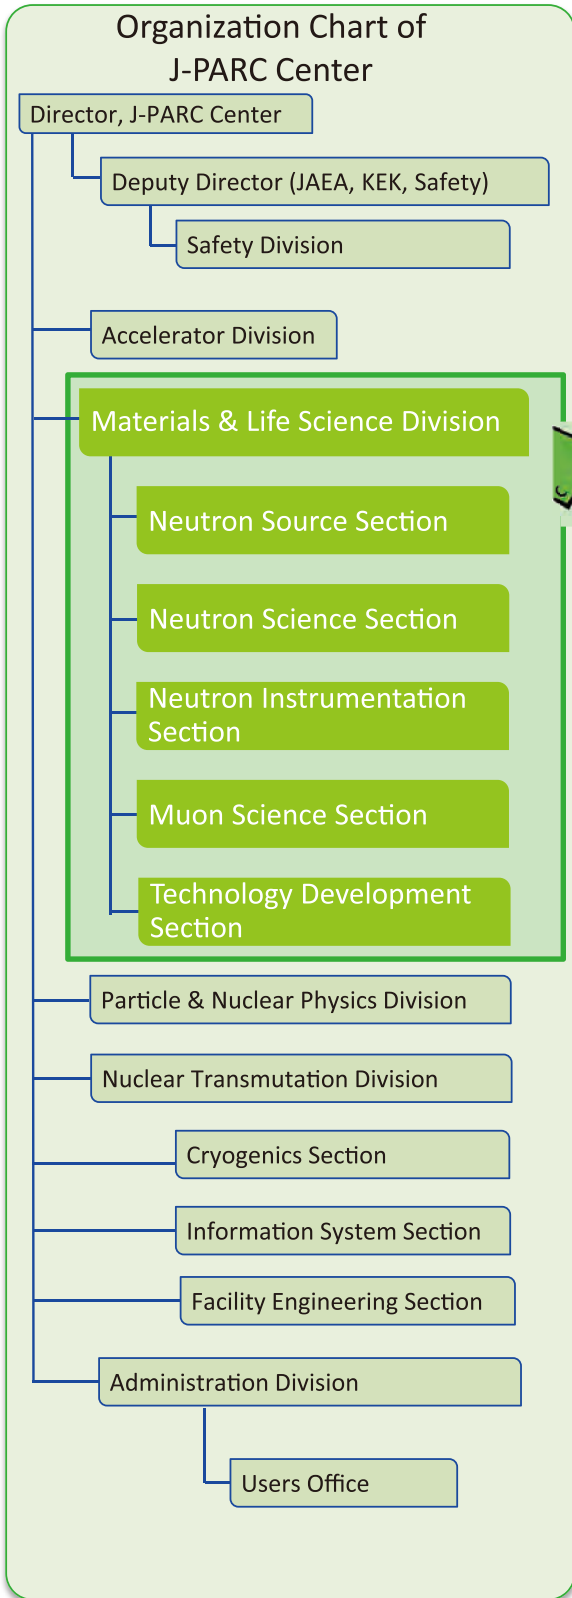 Organization Chart of
J-PARC Center
Director, J-PARC Center
Deputy Director (JAEA, KEK, Safety)
Safety Division
Accelerator Division
Materials & Life Science Division
Neutron Source Section
Neutron Science Section
Neutron Instrumentation
Section
Muon Science Section
Technology Development
Section
Particle & Nuclear Physics Division
Nuclear Transmutation Division
Cryogenics Section
Information System Section
Facility Engineering Section
Administration Division
Users Office